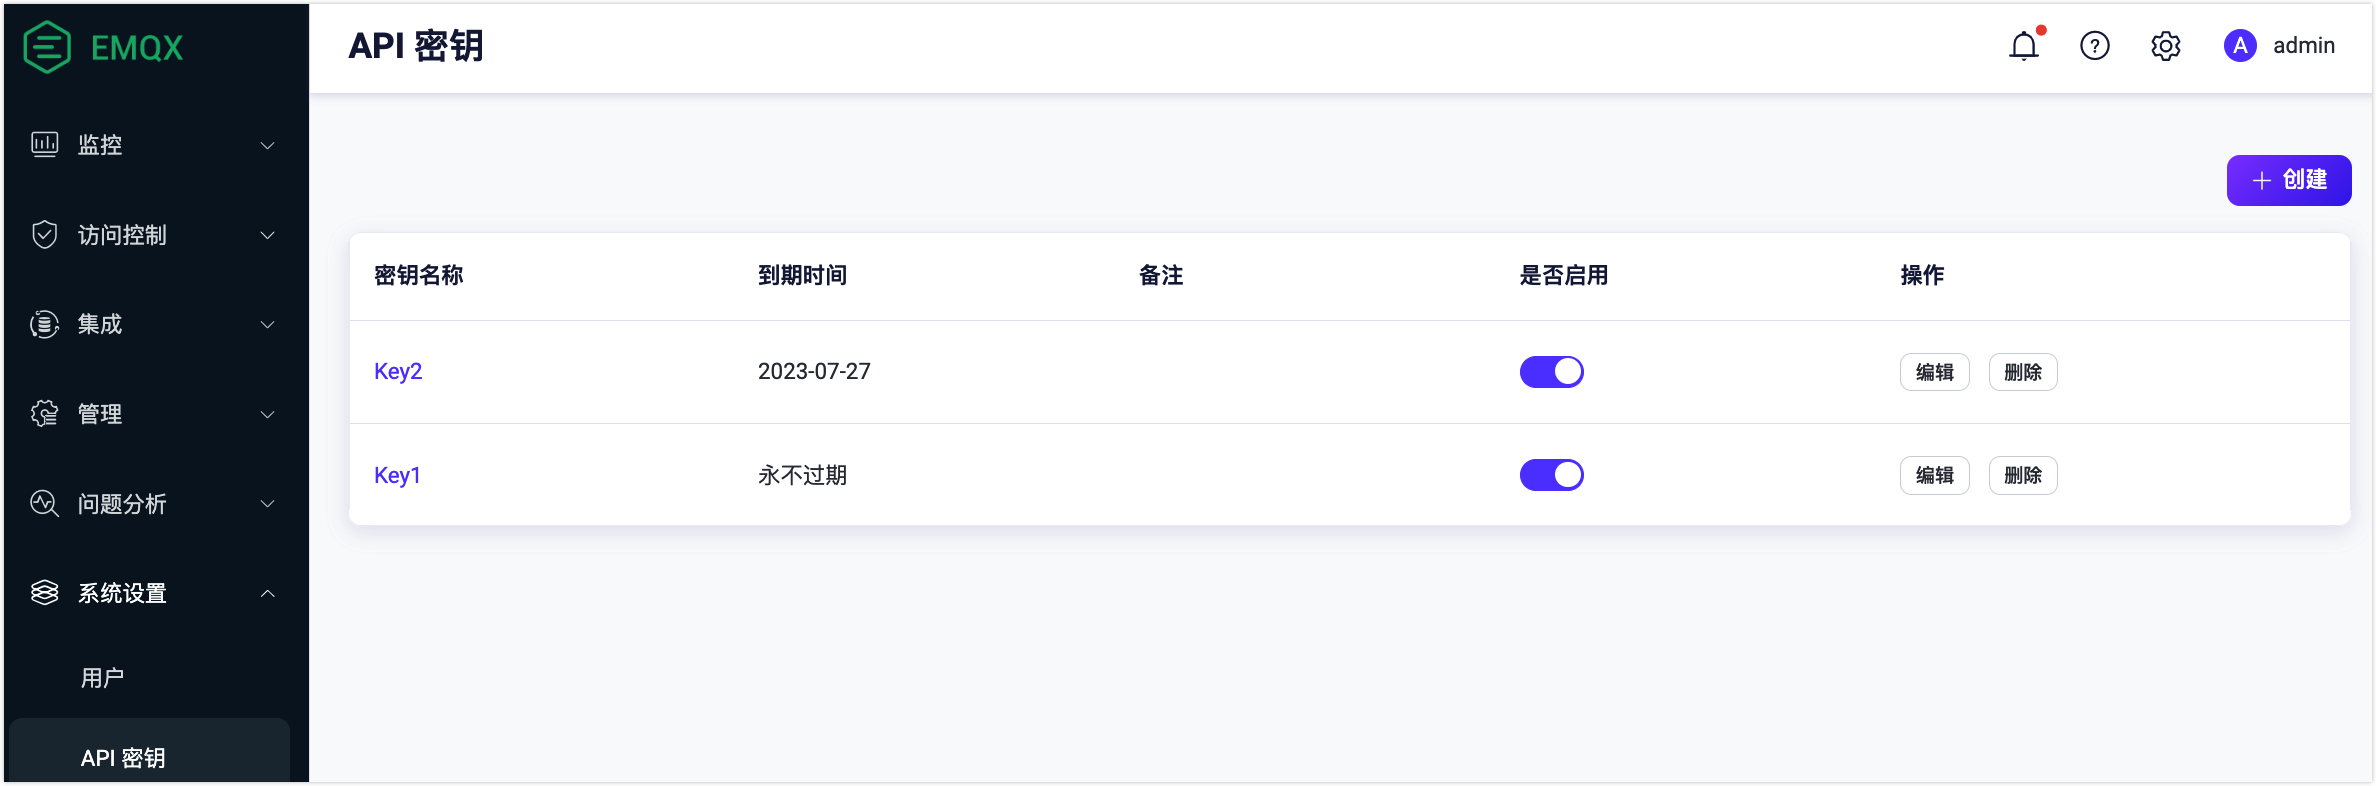 EMQX
监控
访问控制
集成
管理
问题分析
系统设置
用户
API 密钥
API 密钥
?
A admin
+ 创建
密钥名称 到期时间 备注 是否启用 操作
Key2 2023-07-27 编辑 删除
Key1 永不过期 编辑 删除